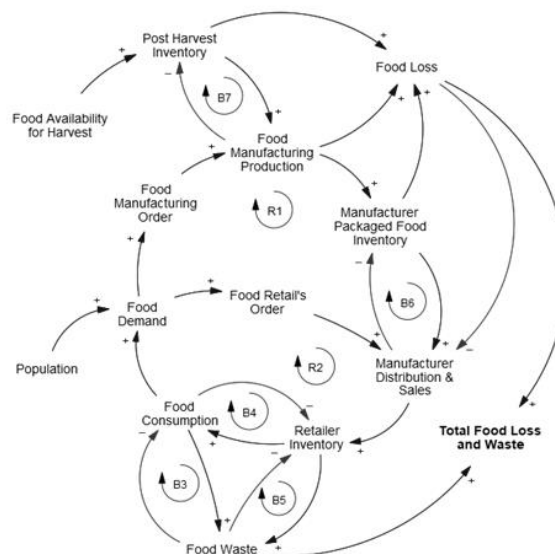 Post Harvest
Inventory
Food Loss
B7
Food Availability
for Harvest
Food
Manufacturing
Production
Food
Manufacturing
Order
R1
Manufacturer
Packaged Food
Inventory
Food Retail's
Order
B6
Food
Demand
Population
R2
Manufacturer
Distribution &
Sales
Food
Consumption
B4
Retailer
Inventory
Total Food Loss
and Waste
B3
B5
Food Waste